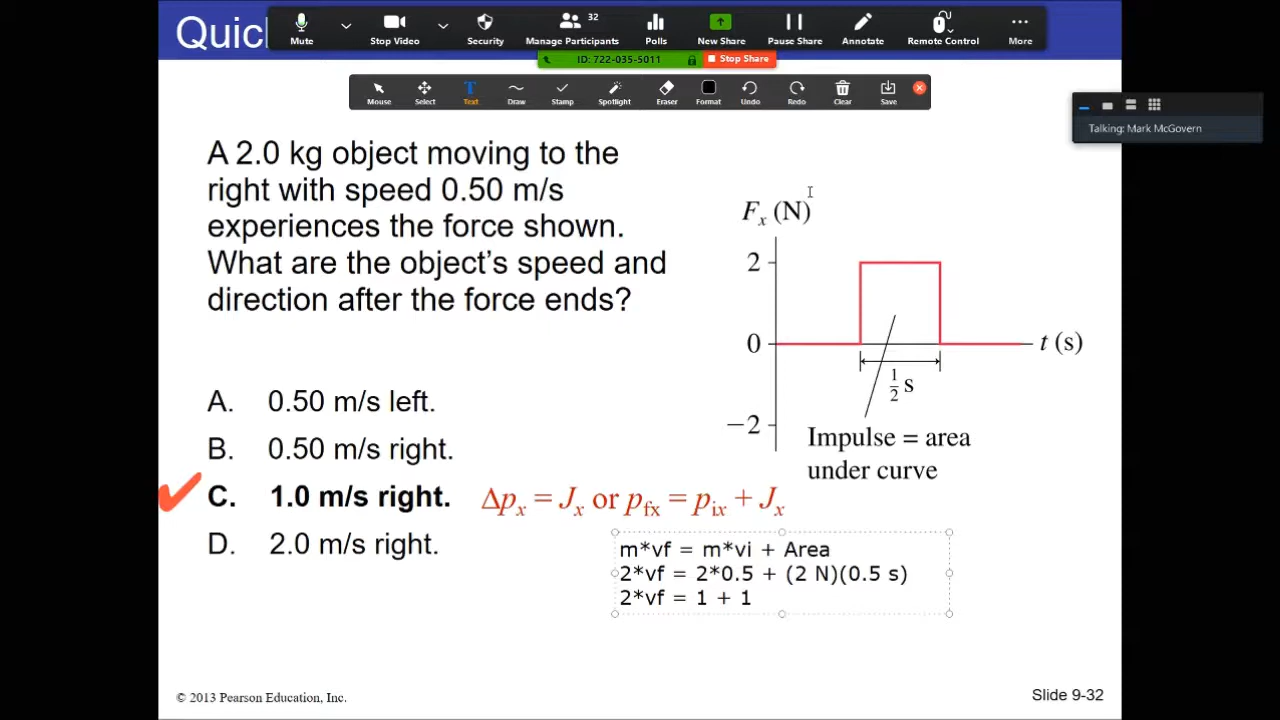 Quic
Mute
Stop Video
Security
32
Manage Participants
Polls
New Share
Pause Share
Annotate
Remote Control
More
ID: 722-035-5011
Stop Share
Mouse
Select
Text
Draw
Stamp
Spotlight
Eraser
Format
Undo
Redo
Clear
Save
Talking: Mark McGovern
A 2.0 kg object moving to the
right with speed 0.50 m/s
experiences the force shown.
What are the object’s speed and
direction after the force ends?
Fx (N)
2
0
−2
t (s)
1/2 s
Impulse = area
under curve
A. 0.50 m/s left.
B. 0.50 m/s right.
C. 1.0 m/s right.
Δpx = Jx or pfx = pix + Jx
D. 2.0 m/s right.
m*vf = m*vi + Area
2*vf = 2*0.5 + (2 N)(0.5 s)
2*vf = 1 + 1
© 2013 Pearson Education, Inc.
Slide 9-32